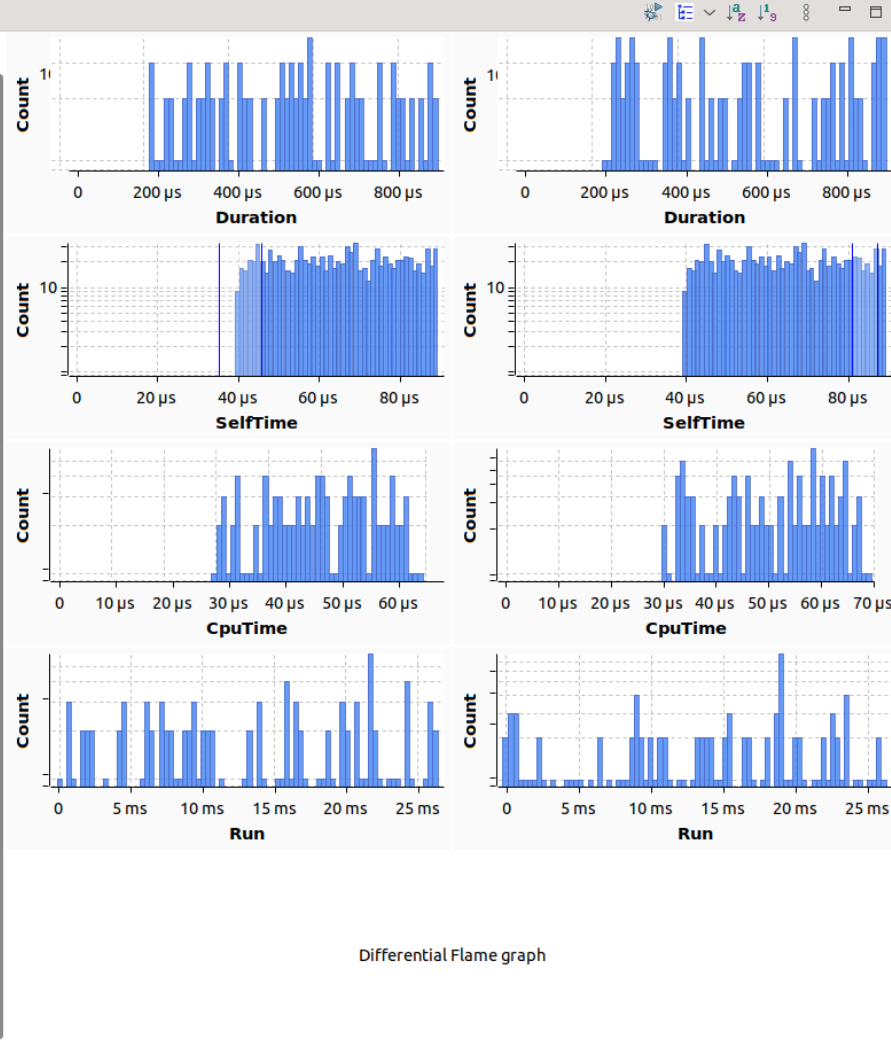 Count 10 0 200 µs 400 µs 600 µs 800 µs Duration
Count 10 0 200 µs 400 µs 600 µs 800 µs Duration
Count 10 0 20 µs 40 µs 60 µs 80 µs SelfTime
Count 10 0 20 µs 40 µs 60 µs 80 µs SelfTime
Count 0 10 µs 20 µs 30 µs 40 µs 50 µs 60 µs CpuTime
Count 0 10 µs 20 µs 30 µs 40 µs 50 µs 60 µs 70 µs CpuTime
Count 0 5 ms 10 ms 15 ms 20 ms 25 ms Run
Count 0 5 ms 10 ms 15 ms 20 ms 25 ms Run
Differential Flame graph